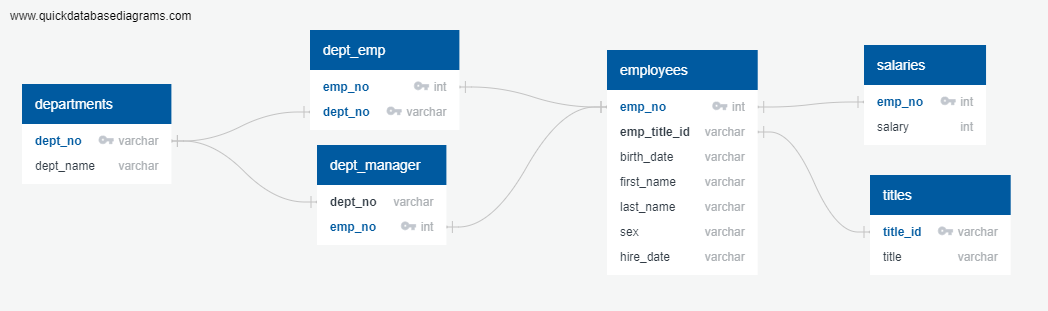 www.quickdatabasediagrams.com
departments
dept_no varchar
dept_name varchar
dept_emp
emp_no int
dept_no varchar
dept_manager
dept_no varchar
emp_no int
employees
emp_no int
emp_title_id varchar
birth_date varchar
first_name varchar
last_name varchar
sex varchar
hire_date varchar
salaries
emp_no int
salary int
titles
title_id varchar
title varchar